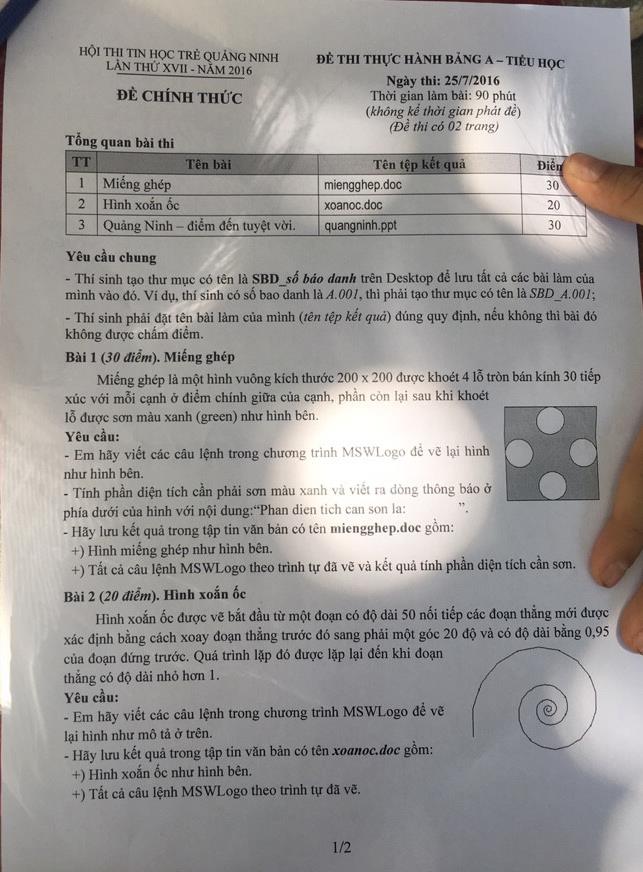 HỘI THI TIN HỌC TRẺ QUẢNG NINH
LẦN THỨ XVII - NĂM 2016
ĐỀ CHÍNH THỨC
ĐỀ THI THỰC HÀNH BẢNG A – TIỂU HỌC
Ngày thi: 25/7/2016
Thời gian làm bài: 90 phút
(không kể thời gian phát đề)
(Đề thi có 02 trang)
Tổng quan bài thi
TT Tên bài Tên tệp kết quả Điểm
1 Miếng ghép miengghep.doc 30
2 Hình xoắn ốc xoanoc.doc 20
3 Quảng Ninh – điểm đến tuyệt vời. quangninh.ppt 30
Yêu cầu chung
- Thí sinh tạo thư mục có tên là SBD_số báo danh trên Desktop để lưu tất cả các bài làm của
mình vào đó. Ví dụ, thí sinh có số bao danh là A.001, thì phải tạo thư mục có tên là SBD_A.001;
- Thí sinh phải đặt tên bài làm của mình (tên tệp kết quả) đúng quy định, nếu không thì bài đó
không được chấm điểm.
Bài 1 (30 điểm). Miếng ghép
Miếng ghép là một hình vuông kích thước 200 x 200 được khoét 4 lỗ tròn bán kính 30 tiếp
xúc với mỗi cạnh ở điểm chính giữa của cạnh, phần còn lại sau khi khoét
lỗ được sơn màu xanh (green) như hình bên.
Yêu cầu:
- Em hãy viết các câu lệnh trong chương trình MSWLogo để vẽ lại hình
như hình bên.
- Tính phần diện tích cần phải sơn màu xanh và viết ra dòng thông báo ở
phía dưới của hình với nội dung:“Phan dien tich can son la: ”.
- Hãy lưu kết quả trong tập tin văn bản có tên miengghep.doc gồm:
+) Hình miếng ghép như hình bên.
+) Tất cả câu lệnh MSWLogo theo trình tự đã vẽ và kết quả tính phần diện tích cần sơn.
Bài 2 (20 điểm). Hình xoắn ốc
Hình xoắn ốc được vẽ bắt đầu từ một đoạn có độ dài 50 nối tiếp các đoạn thẳng mới được
xác định bằng cách xoay đoạn thẳng trước đó sang phải một góc 20 độ và có độ dài bằng 0,95
của đoạn đứng trước. Quá trình lặp đó được lặp lại đến khi đoạn
thẳng có độ dài nhỏ hơn 1.
Yêu cầu:
- Em hãy viết các câu lệnh trong chương trình MSWLogo để vẽ
lại hình như mô tả ở trên.
- Hãy lưu kết quả trong tập tin văn bản có tên xoanoc.doc gồm:
+) Hình xoắn ốc như hình bên.
+) Tất cả câu lệnh MSWLogo theo trình tự đã vẽ.
1/2